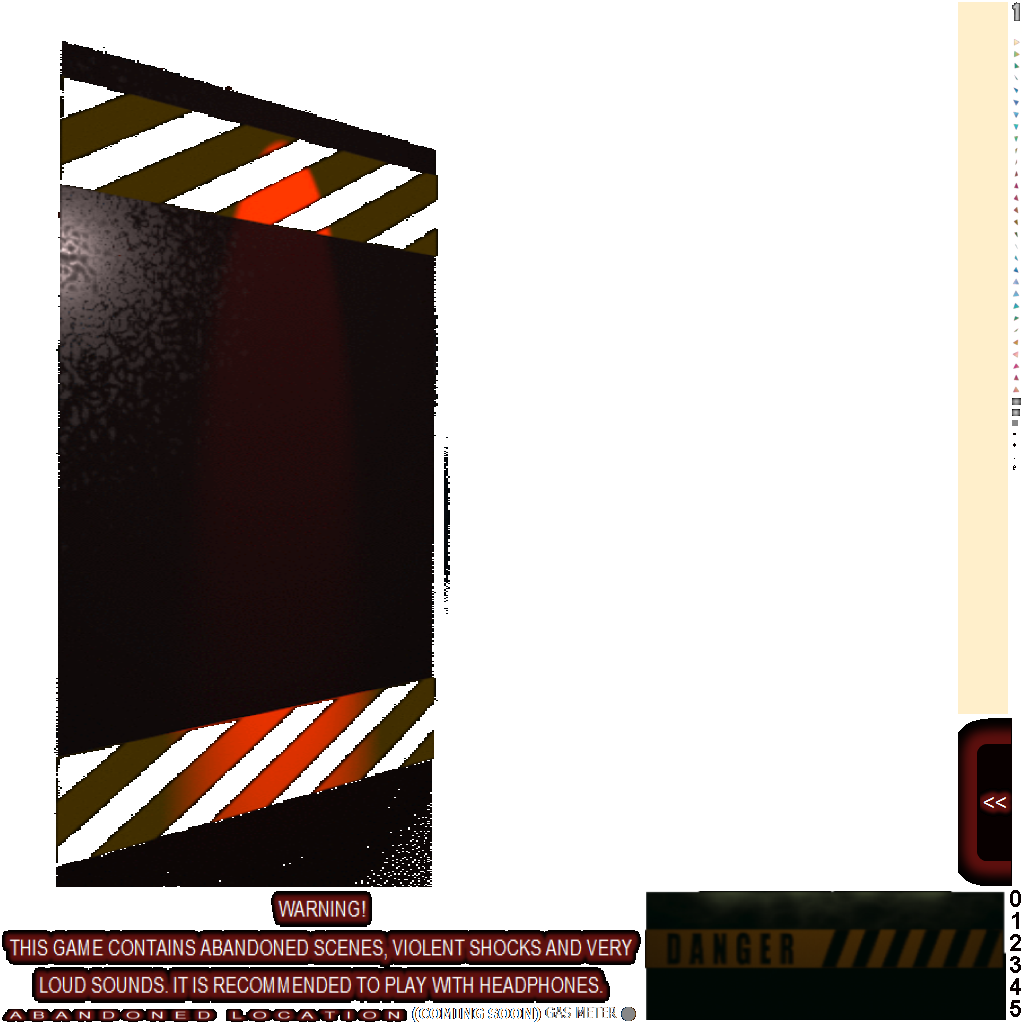 1
<<
WARNING!
THIS GAME CONTAINS ABANDONED SCENES, VIOLENT SHOCKS AND VERY
LOUD SOUNDS. IT IS RECOMMENDED TO PLAY WITH HEADPHONES.
ABANDONED LOCATION ((COMING SOON)) GAS METER
DANGER
0
1
2
3
4
5